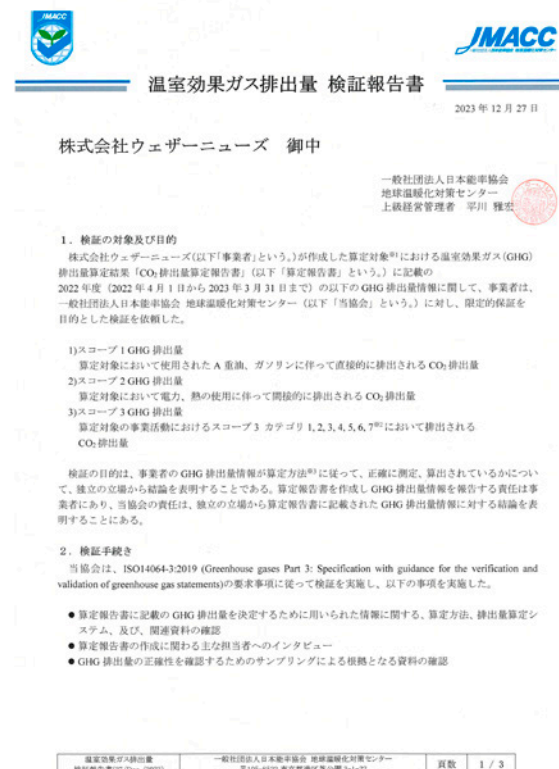 JMACC
温室効果ガス排出量 検証報告書
2023 年 12 月 27 日
株式会社ウェザーニューズ 御中
一般社団法人日本能率協会
地球温暖化対策センター
上級経営管理者 平川 雅宏
1．検証の対象及び目的
株式会社ウェザーニューズ(以下「事業者」という。)が作成した算定対象※1における温室効果ガス(GHG)
排出量算定結果「CO₂排出量算定報告書」（以下「算定報告書」という。）に記載の
2022 年度（2022 年 4 月 1 日から 2023 年 3 月 31 日まで）の以下の GHG 排出量情報に関して、事業者は、
一般社団法人日本能率協会 地球温暖化対策センター（以下「当協会」という。）に対し、限定的保証を
目的とした検証を依頼した。
1)スコープ 1 GHG 排出量
算定対象において使用された A 重油、ガソリンに伴って直接的に排出される CO₂ 排出量
2)スコープ 2 GHG 排出量
算定対象において電力、熱の使用に伴って間接的に排出される CO₂ 排出量
3)スコープ 3 GHG 排出量
算定対象の事業活動におけるスコープ 3 カテゴリ 1, 2, 3, 4, 5, 6, 7※2において排出される
CO₂ 排出量
検証の目的は、事業者の GHG 排出量情報が算定方法※3に従って、正確に測定、算出されているかについ
て、独立の立場から結論を表明することである。算定報告書を作成し GHG 排出量情報を報告する責任は事
業者にあり、当協会の責任は、独立の立場から算定報告書に記載された GHG 排出量情報に対する結論を表
明することにある。
2．検証手続き
当協会は、ISO14064-3:2019 (Greenhouse gases Part 3: Specification with guidance for the verification and
validation of greenhouse gas statements)の要求事項に従って検証を実施し、以下の事項を実施した。
● 算定報告書に記載の GHG 排出量を決定するために用いられた情報に関する、算定方法、排出量算定シ
ステム、及び、関連資料の確認
● 算定報告書の作成に関わる主な担当者へのインタビュー
● GHG 排出量の正確性を確認するためのサンプリングによる根拠となる資料の確認
温室効果ガス排出量
一般社団法人日本能率協会 地球温暖化対策センター
頁数 1 / 3